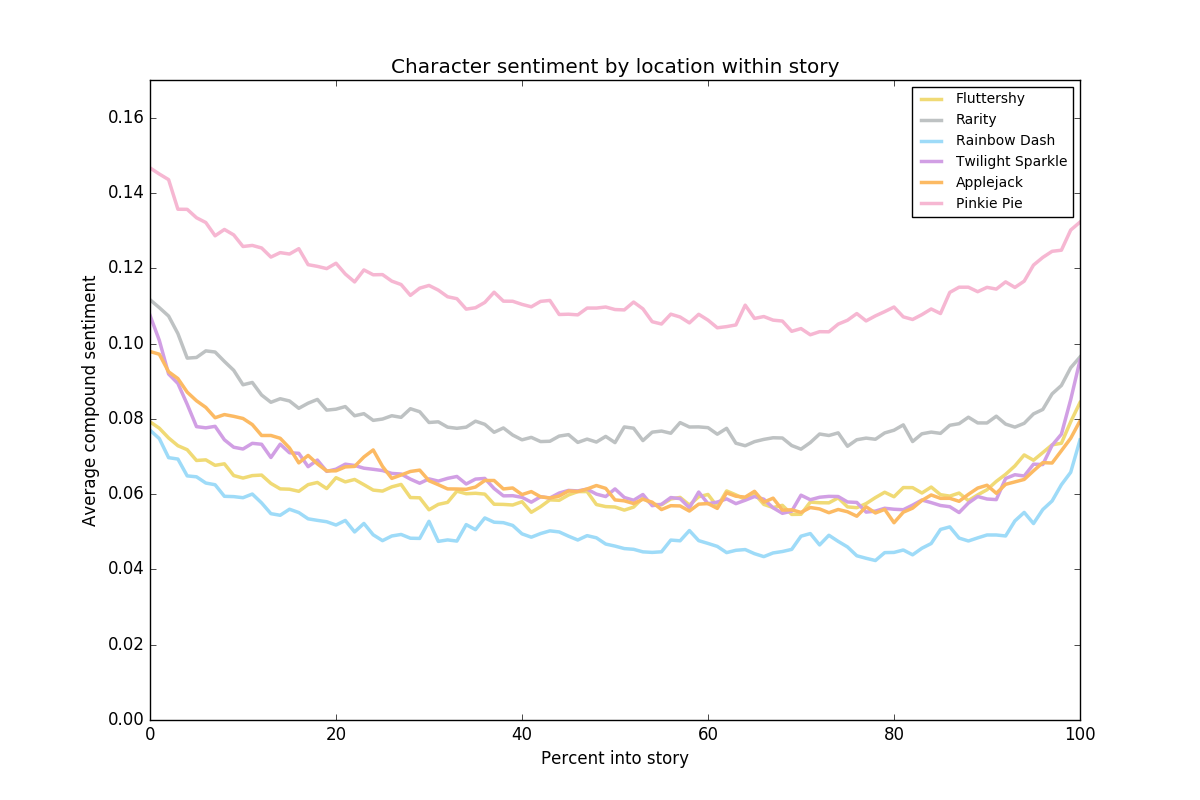 Character sentiment by location within story
Fluttershy
Rarity
Rainbow Dash
Twilight Sparkle
Applejack
Pinkie Pie
Average compound sentiment
0.16
0.14
0.12
0.10
0.08
0.06
0.04
0.02
0.00
0 20 40 60 80 100
Percent into story